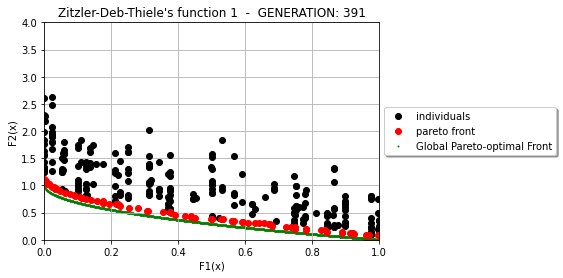 Zitzler-Deb-Thiele's function 1 - GENERATION: 391
4.0
3.5
3.0
2.5
2.0
1.5
1.0
0.5
0.0
F2(x)
0.0 0.2 0.4 0.6 0.8 1.0
F1(x)
individuals
pareto front
Global Pareto-optimal Front